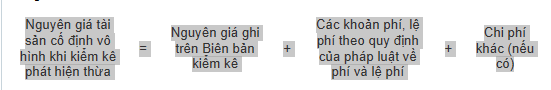 Nguyên giá tài
sản cố định vô
hình khi kiểm kê
phát hiện thừa
=
Nguyên giá ghi
trên Biên bản
kiểm kê
+
Các khoản phí, lệ
phí theo quy định
của pháp luật về
phí và lệ phí
+
Chi phí
khác (nếu
có)